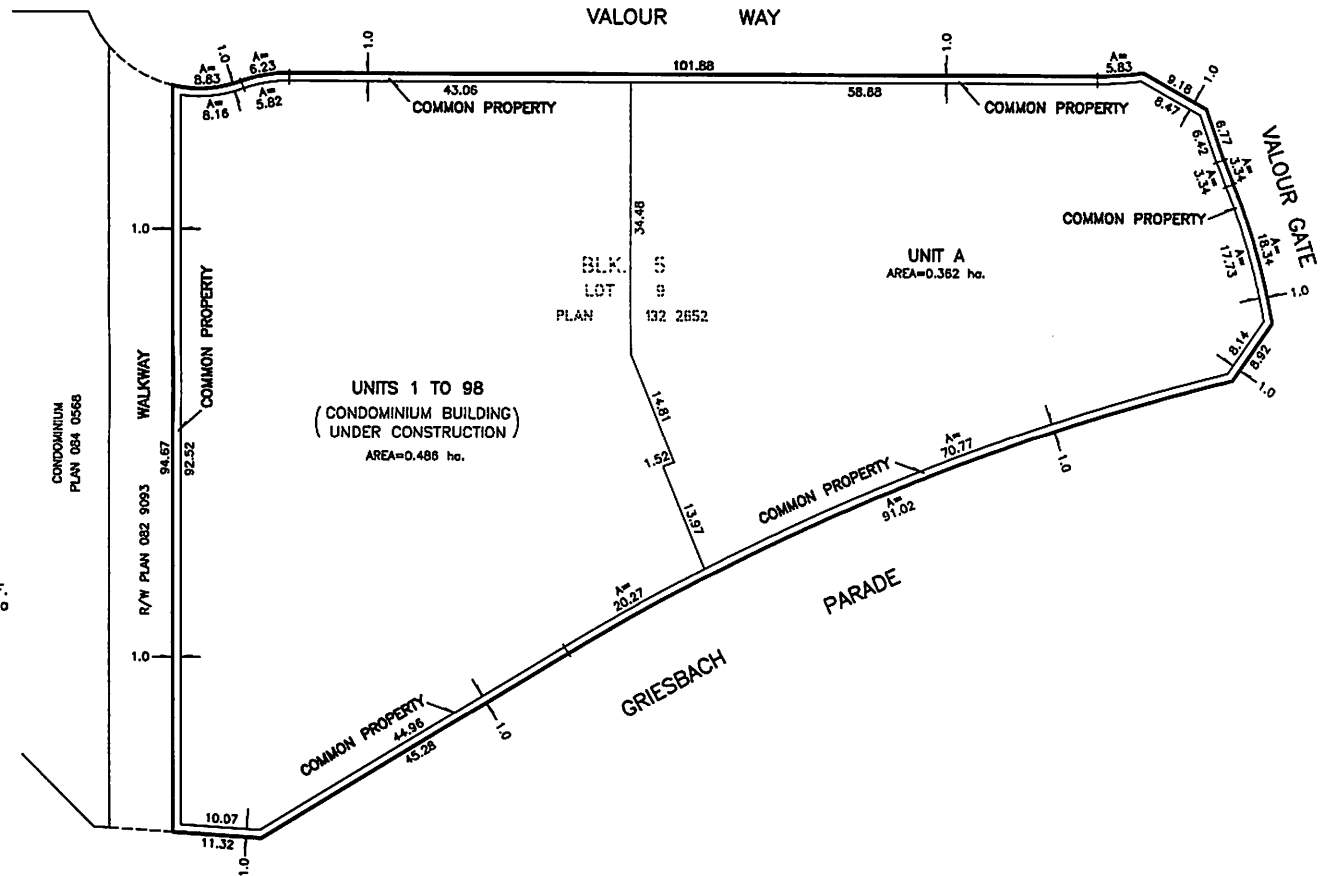 VALOUR WAY
A=
8.83
1.0
A=
6.23
1.0
101.88
1.0
A=
5.83
9.18
1.0
A=
8.16
A=
5.82
43.06
COMMON PROPERTY
58.88
COMMON PROPERTY
8.47
6.77
6.42
A=
3.34
A=
3.34
VALOUR GATE
COMMON PROPERTY
A=
18.34
A=
17.73
1.0
8.14
8.92
1.0
1.0
COMMON PROPERTY
34.48
BLK. 5
LOT 9
PLAN 132 2652
UNIT A
AREA=0.362 ha.
CONDOMINIUM
PLAN 084 0568
WALKWAY
R/W PLAN 082 9093
94.67
92.52
UNITS 1 TO 98
( CONDOMINIUM BUILDING
UNDER CONSTRUCTION )
AREA=0.486 ha.
14.81
1.52
13.97
A=
70.77
COMMON PROPERTY
A=
91.02
1.0
A=
20.27
GRIESBACH PARADE
1.0
COMMON PROPERTY
44.96
45.28
1.0
10.07
11.32
1.0